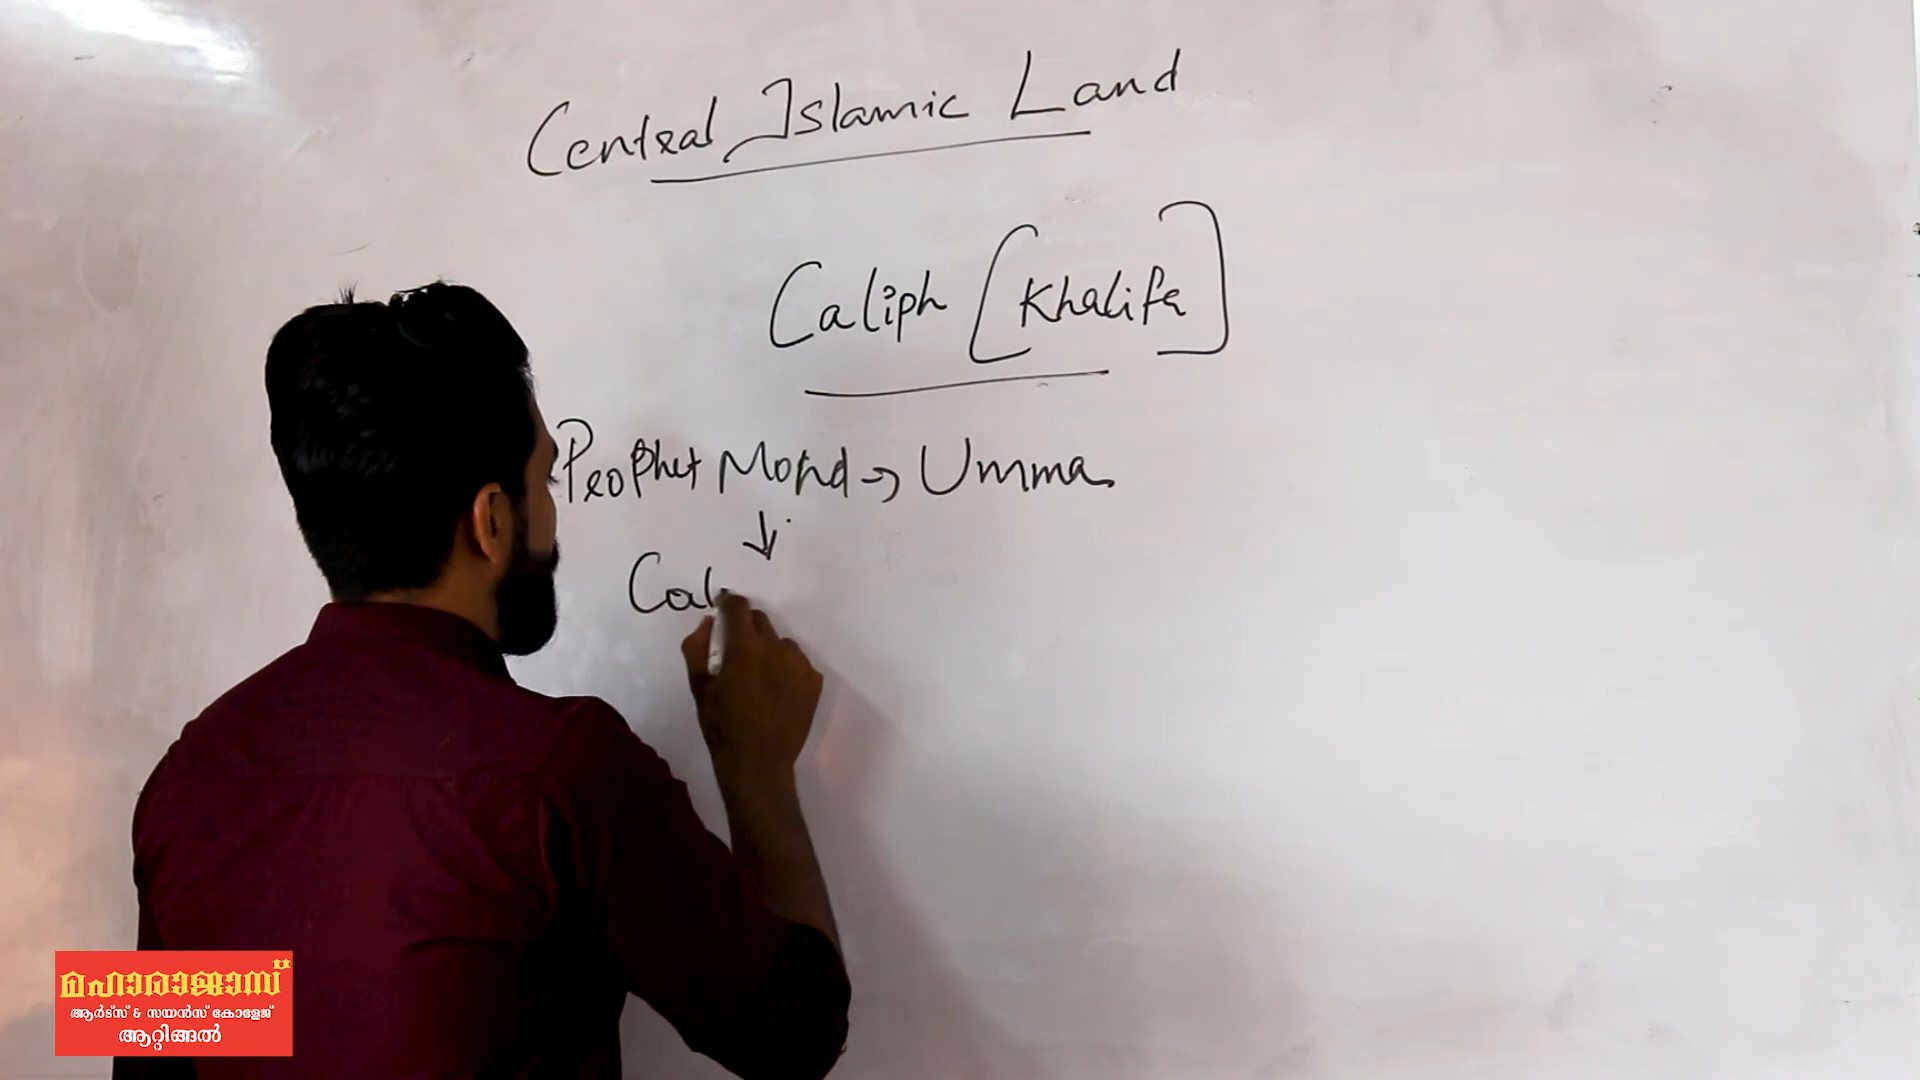 Central Islamic Land
Caliph [Khalifa]
Prophet Mohd → Umma
↓
Cal
മഹാരാജാസ്
ആർട്സ് & സയൻസ് കോളേജ്
ആറ്റിങ്ങൽ